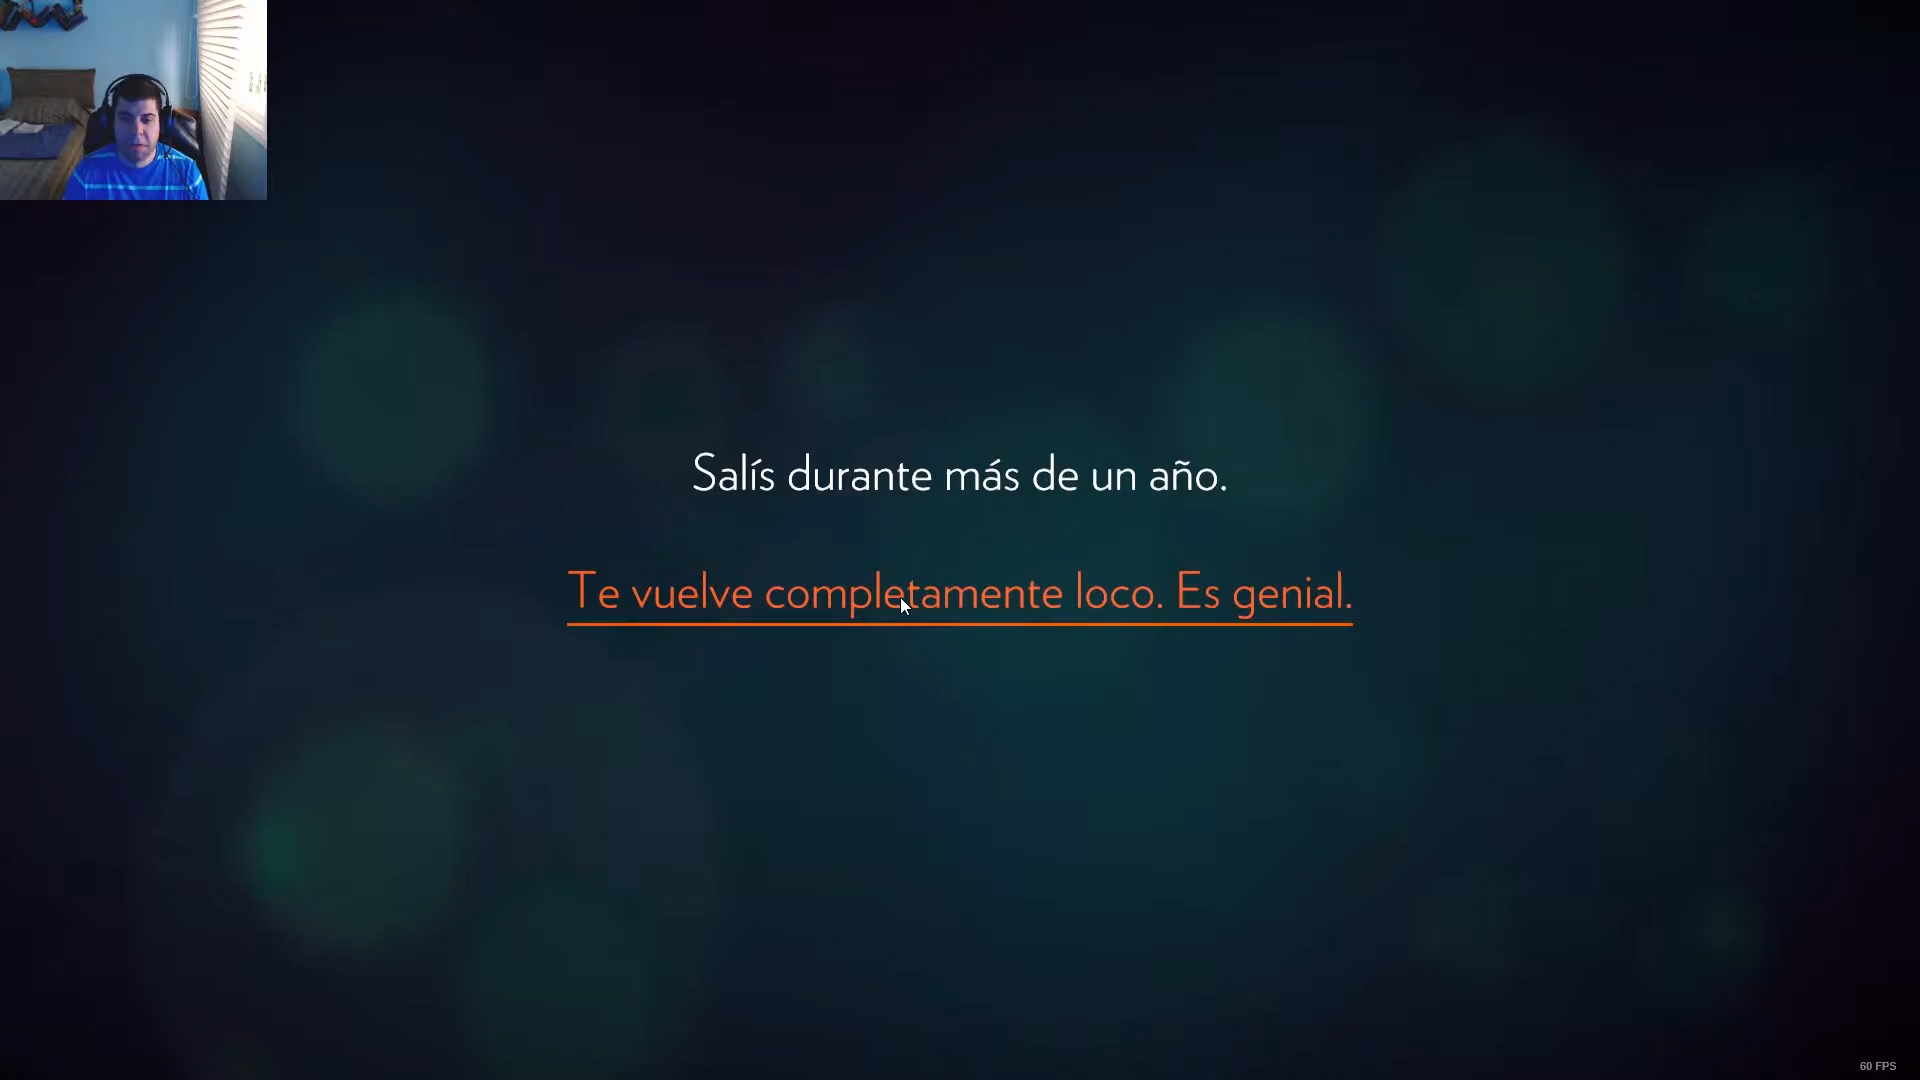 Salís durante más de un año.
Te vuelve completamente loco. Es genial.
60 FPS